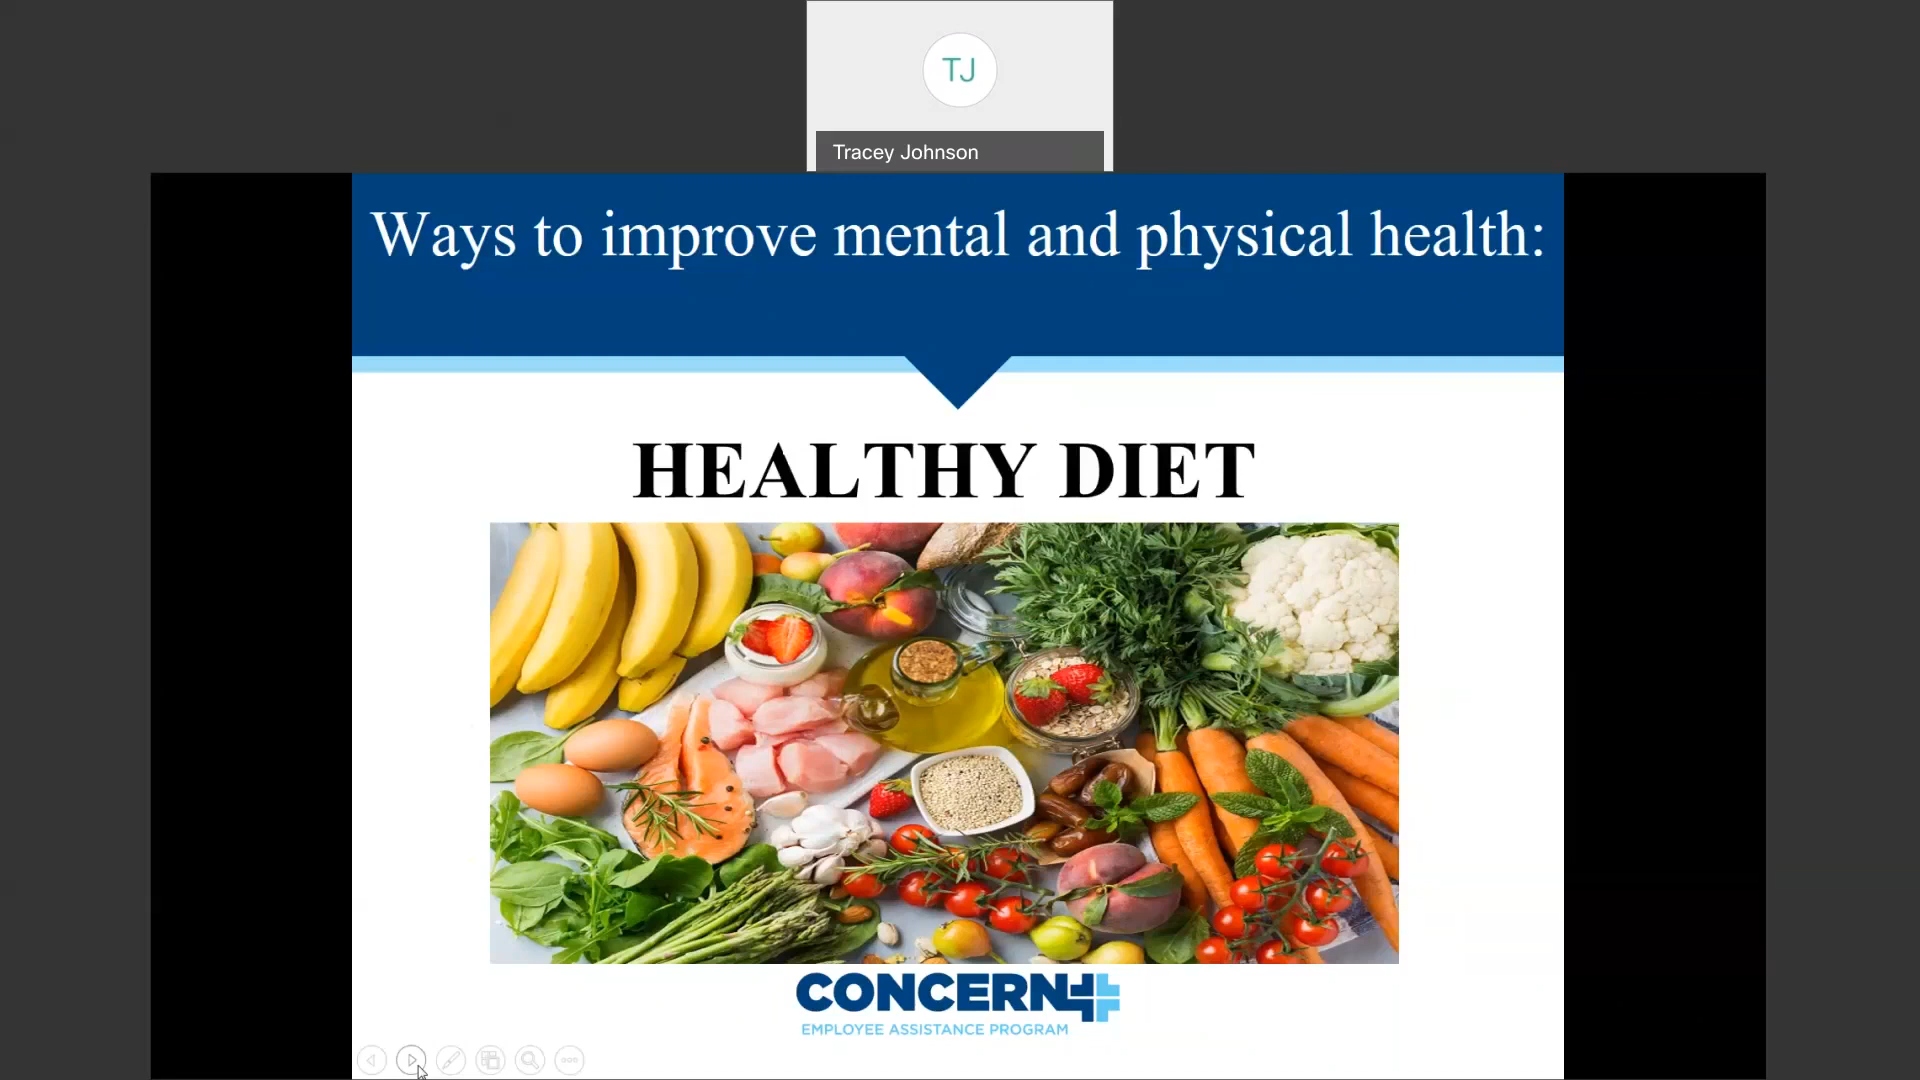 TJ
Tracey Johnson
Ways to improve mental and physical health:
HEALTHY DIET
CONCERN
EMPLOYEE ASSISTANCE PROGRAM